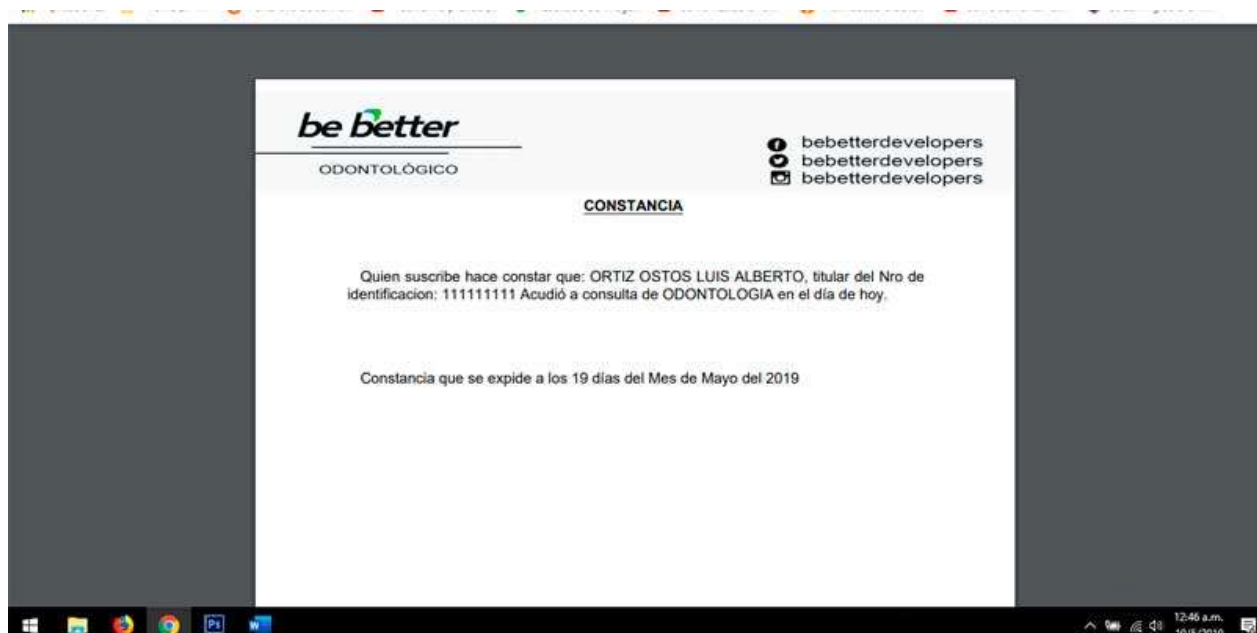 be better
ODONTOLÓGICO
bebetterdevelopers
bebetterdevelopers
bebetterdevelopers
CONSTANCIA
Quien suscribe hace constar que: ORTIZ OSTOS LUIS ALBERTO, titular del Nro de
identificacion: 111111111 Acudió a consulta de ODONTOLOGIA en el día de hoy.
Constancia que se expide a los 19 días del Mes de Mayo del 2019
Ps
W
12:46 a.m.